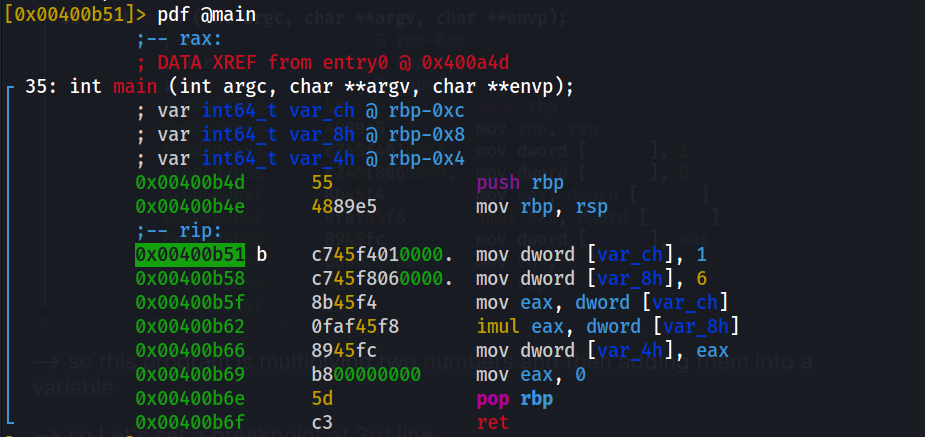 [0x00400b51]> pdf @main
;-- rax:
; DATA XREF from entry0 @ 0x400a4d
35: int main (int argc, char **argv, char **envp);
; var int64_t var_ch @ rbp-0xc
; var int64_t var_8h @ rbp-0x8
; var int64_t var_4h @ rbp-0x4
0x00400b4d 55 push rbp
0x00400b4e 4889e5 mov rbp, rsp
;-- rip:
0x00400b51 b c745f4010000. mov dword [var_ch], 1
0x00400b58 c745f8060000. mov dword [var_8h], 6
0x00400b5f 8b45f4 mov eax, dword [var_ch]
0x00400b62 0faf45f8 imul eax, dword [var_8h]
0x00400b66 8945fc mov dword [var_4h], eax
0x00400b69 b800000000 mov eax, 0
0x00400b6e 5d pop rbp
0x00400b6f c3 ret